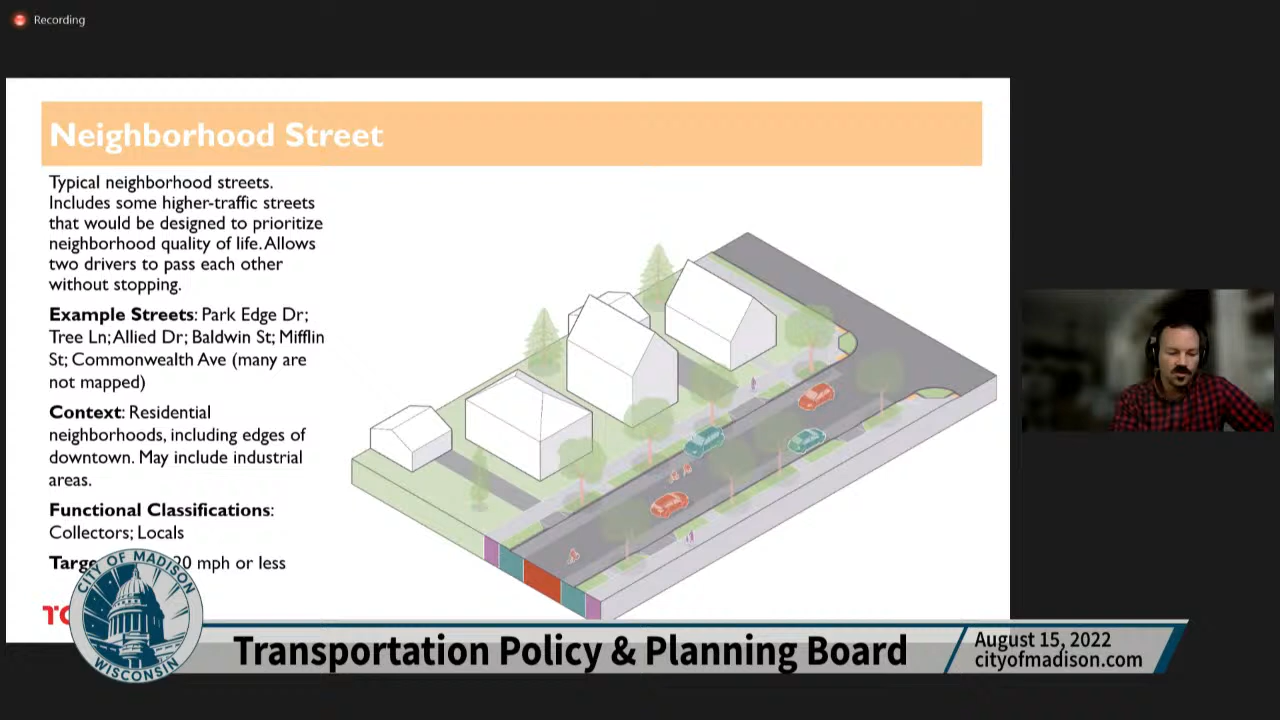 Recording
Neighborhood Street
Typical neighborhood streets.
Includes some higher-traffic streets
that would be designed to prioritize
neighborhood quality of life. Allows
two drivers to pass each other
without stopping.
Example Streets: Park Edge Dr;
Tree Ln; Allied Dr; Baldwin St; Mifflin
St; Commonwealth Ave (many are
not mapped)
Context: Residential
neighborhoods, including edges of
downtown. May include industrial
areas.
Functional Classifications:
Collectors; Locals
20 mph or less
CITY OF MADISON
WISCONSIN
Transportation Policy & Planning Board
August 15, 2022
cityofmadison.com